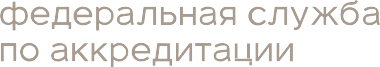 федеральная служба
по аккредитации